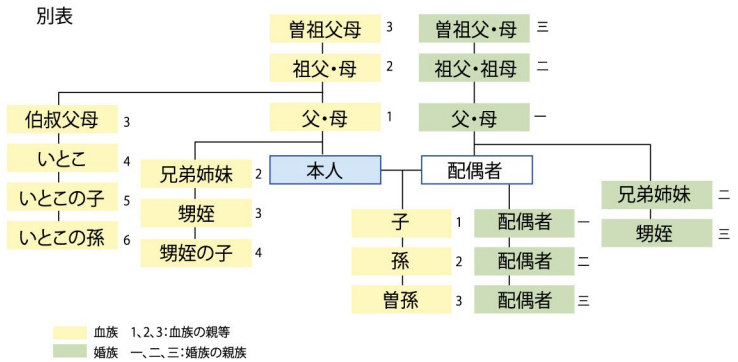 別表
曽祖父母 3 曽祖父・母 三
祖父・母 2 祖父・祖母 二
伯叔父母 3 父・母 1 父・母 一
いとこ 4 兄弟姉妹 2 本人 配偶者
いとこの子 5 甥姪 3 子 1 配偶者 一 兄弟姉妹 二
いとこの孫 6 甥姪の子 4 孫 2 配偶者 二 甥姪 三
曽孫 3 配偶者 三
血族 1、2、3:血族の親等
婚族 一、二、三:婚族の親族